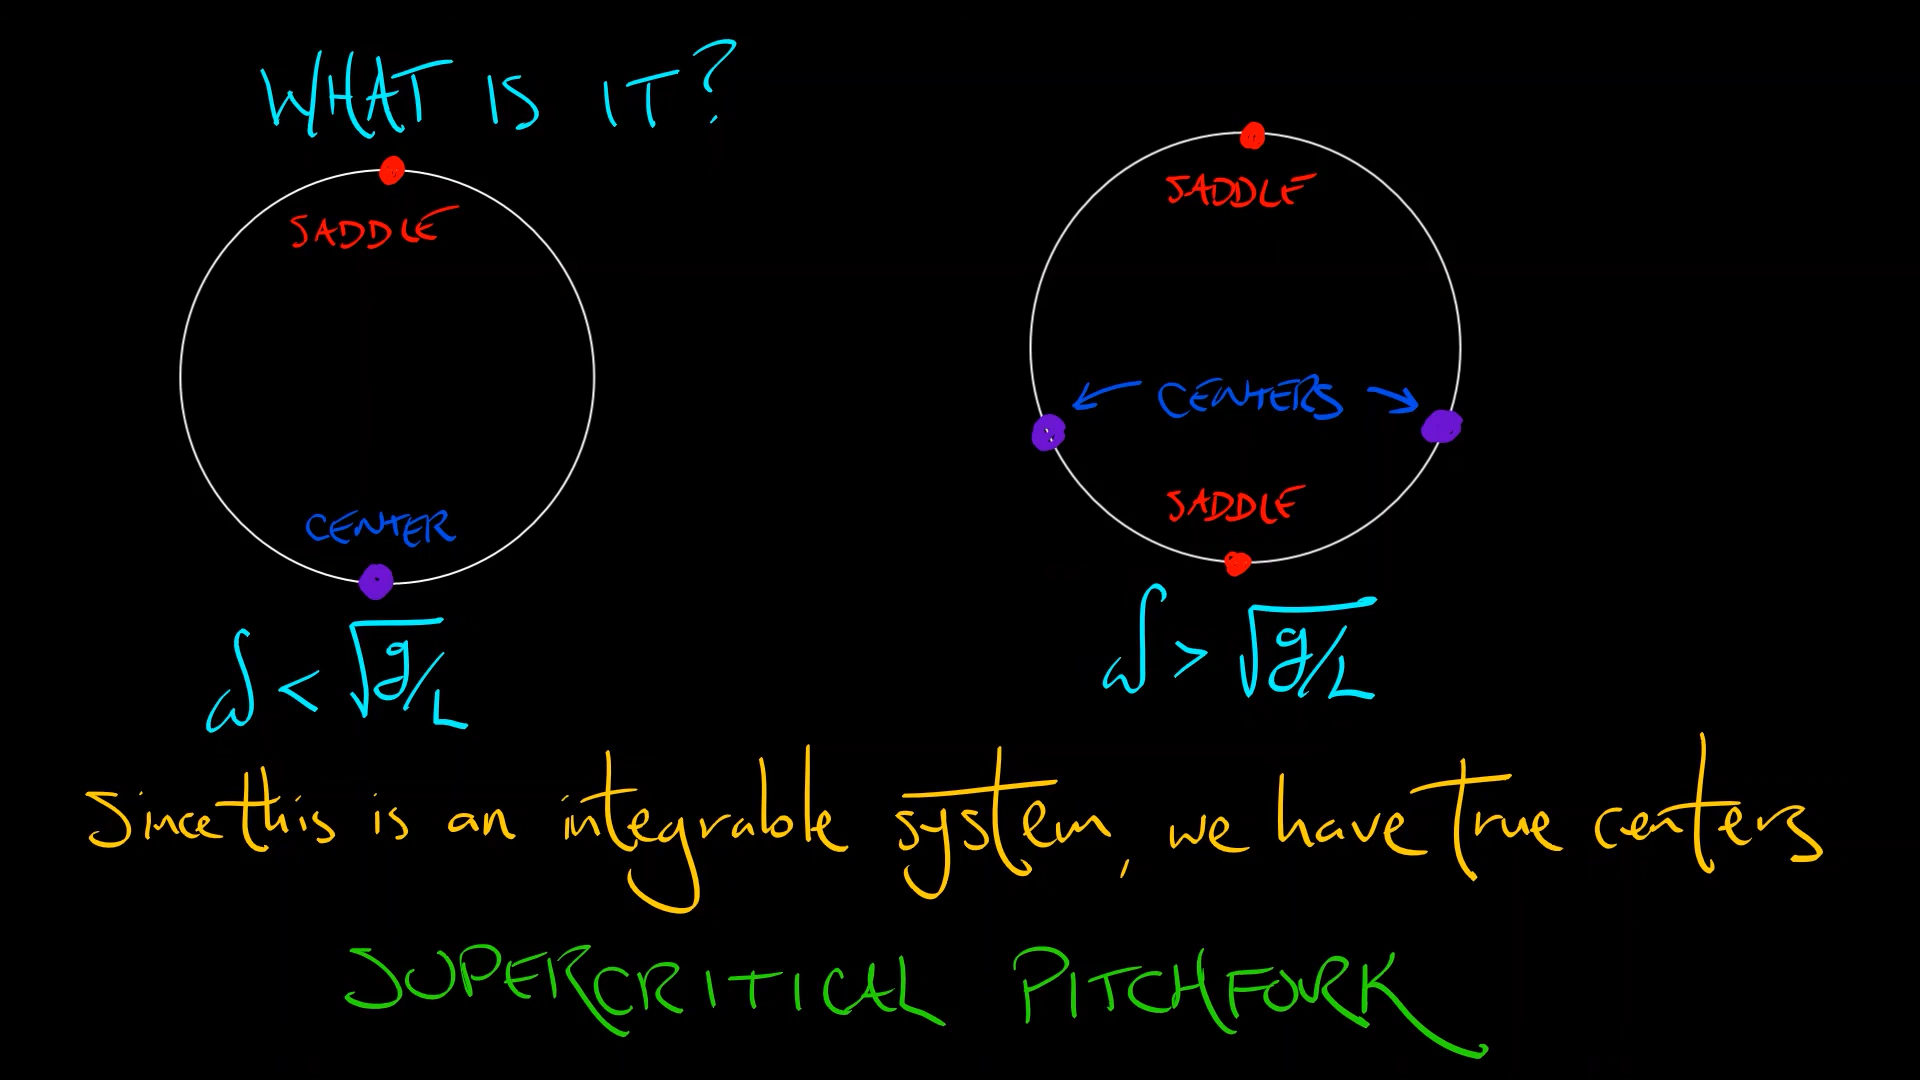 WHAT IS IT?
SADDLE
SADDLE
← CENTERS →
SADDLE
CENTER
ω < √g/L
ω > √g/L
Since this is an integrable system, we have true centers
SUPERCRITICAL PITCHFORK